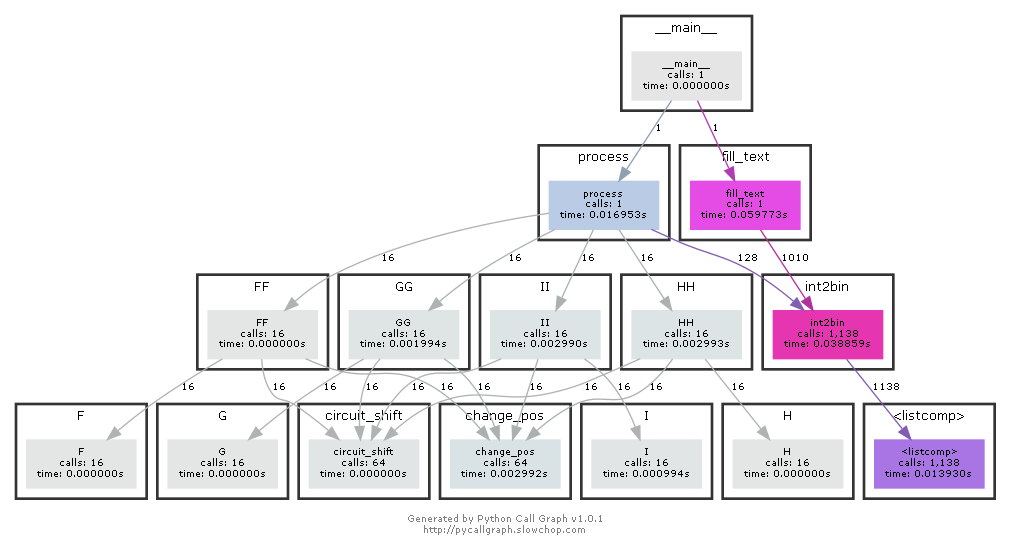 __main__
__main__
calls: 1
time: 0.000000s
1
1
process
fill_text
process
calls: 1
time: 0.016953s
fill_text
calls: 1
time: 0.059773s
16
16
16
16
128
1010
FF
GG
II
HH
int2bin
FF
calls: 16
time: 0.000000s
GG
calls: 16
time: 0.001994s
II
calls: 16
time: 0.002990s
HH
calls: 16
time: 0.002993s
int2bin
calls: 1,138
time: 0.038859s
16
16
16
16
16
16
16
16
16
16
16
16
1138
F
G
circuit_shift
change_pos
I
H
<listcomp>
F
calls: 16
time: 0.000000s
G
calls: 16
time: 0.000000s
circuit_shift
calls: 64
time: 0.000000s
change_pos
calls: 64
time: 0.002992s
I
calls: 16
time: 0.000994s
H
calls: 16
time: 0.000000s
<listcomp>
calls: 1,138
time: 0.013930s
Generated by Python Call Graph v1.0.1
http://pycallgraph.slowchop.com